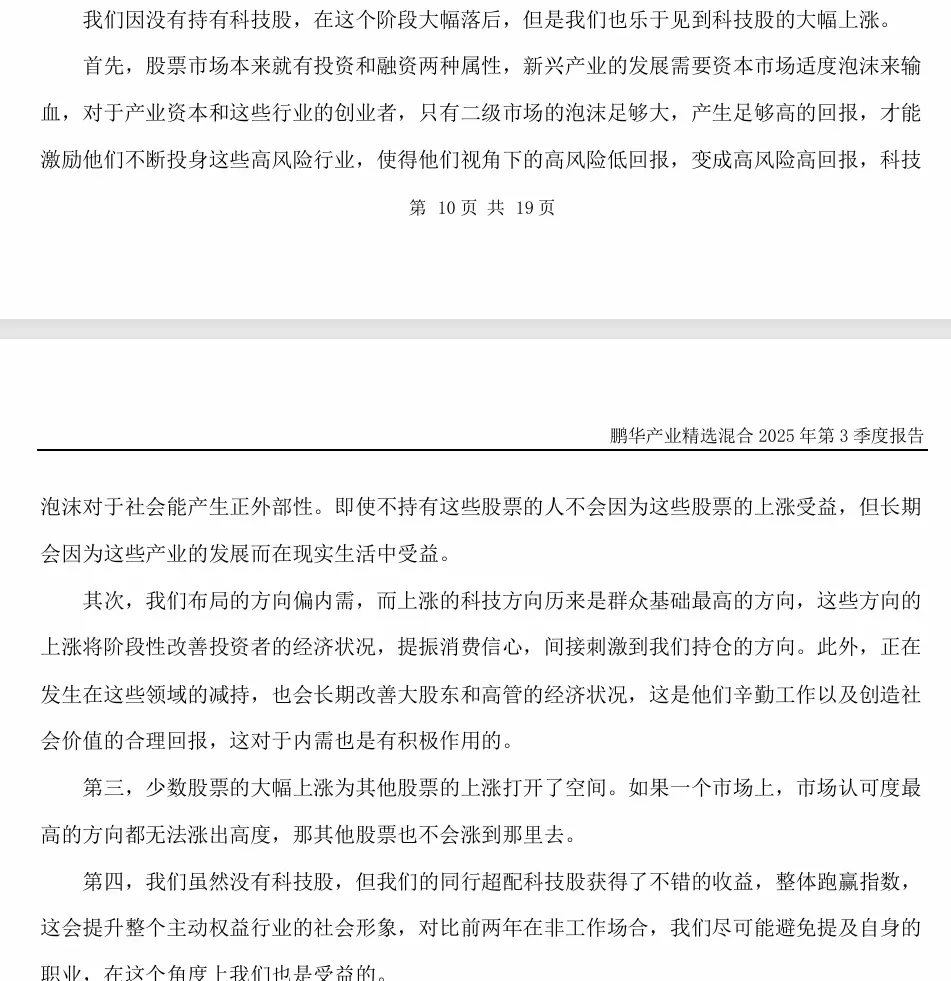 我们因没有持有科技股，在这个阶段大幅落后，但是我们也乐于见到科技股的大幅上涨。
首先，股票市场本来就有投资和融资两种属性，新兴产业的发展需要资本市场适度泡沫来输
血，对于产业资本和这些行业的创业者，只有二级市场的泡沫足够大，产生足够高的回报，才能
激励他们不断投身这些高风险行业，使得他们视角下的高风险低回报，变成高风险高回报，科技
第 10 页 共 19 页
鹏华产业精选混合 2025 年第 3 季度报告
泡沫对于社会能产生正外部性。即使不持有这些股票的人不会因为这些股票的上涨受益，但长期
会因为这些产业的发展而在现实生活中受益。
其次，我们布局的方向偏内需，而上涨的科技方向历来是群众基础最高的方向，这些方向的
上涨将阶段性改善投资者的经济状况，提振消费信心，间接刺激到我们持仓的方向。此外，正在
发生在这些领域的减持，也会长期改善大股东和高管的经济状况，这是他们辛勤工作以及创造社
会价值的合理回报，这对于内需也是有积极作用的。
第三，少数股票的大幅上涨为其他股票的上涨打开了空间。如果一个市场上，市场认可度最
高的方向都无法涨出高度，那其他股票也不会涨到那里去。
第四，我们虽然没有科技股，但我们的同行超配科技股获得了不错的收益，整体跑赢指数，
这会提升整个主动权益行业的社会形象，对比前两年在非工作场合，我们尽可能避免提及自身的
职业，在这个角度上我们也是受益的。